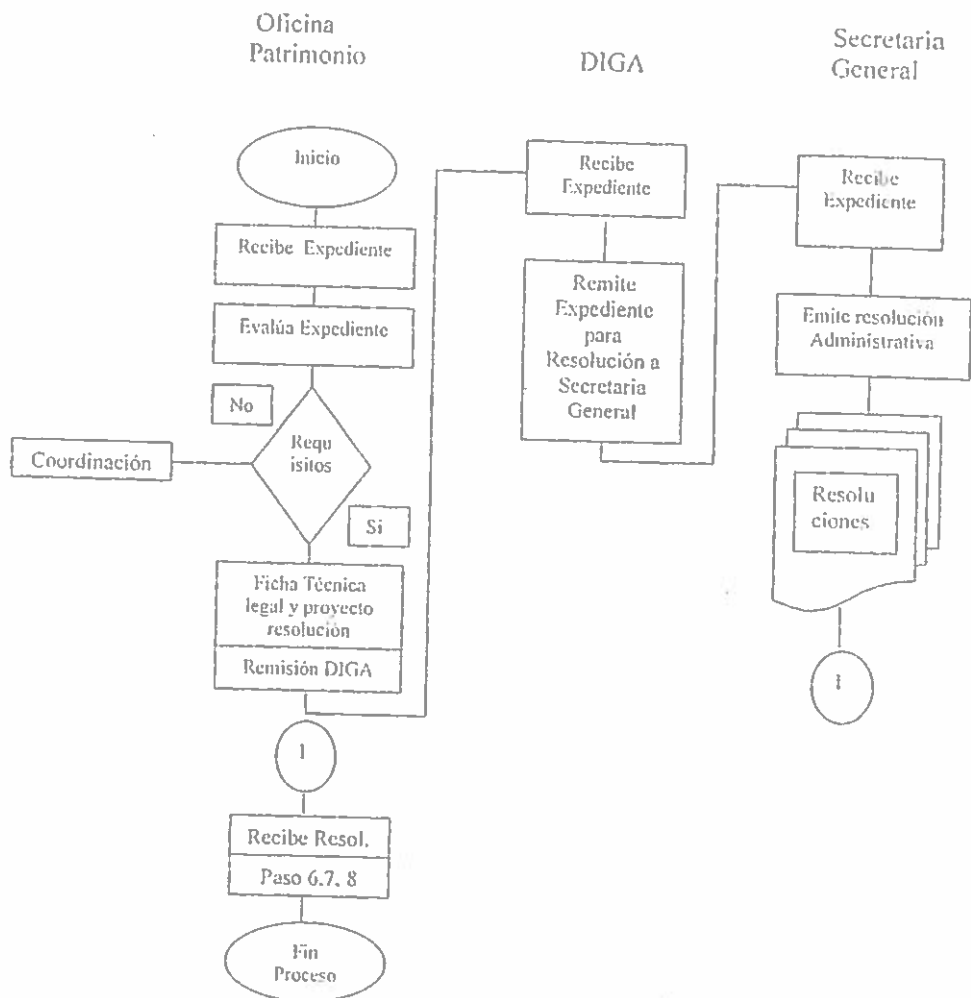 Oficina
Patrimonio
DIGA
Secretaria
General
Inicio
Recibe Expediente
Evalúa Expediente
No
Requ
isitos
Coordinación
Si
Ficha Técnica
legal y proyecto
resolución
Remisión DIGA
1
Recibe Resol.
Paso 6.7. 8
Fin
Proceso
Recibe
Expediente
Remite
Expediente
para
Resolución a
Secretaria
General
Recibe
Expediente
Emite resolución
Administrativa
Resolu
ciones
1